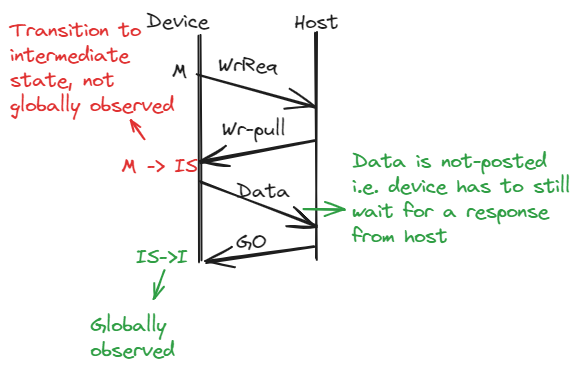 Device
Host
Transition to
intermediate
state, not
globally observed
M
WrReq
Wr-pull
M -> IS
Data
Data is not-posted
i.e. device has to still
wait for a response
from host
GO
IS->I
Globally
observed